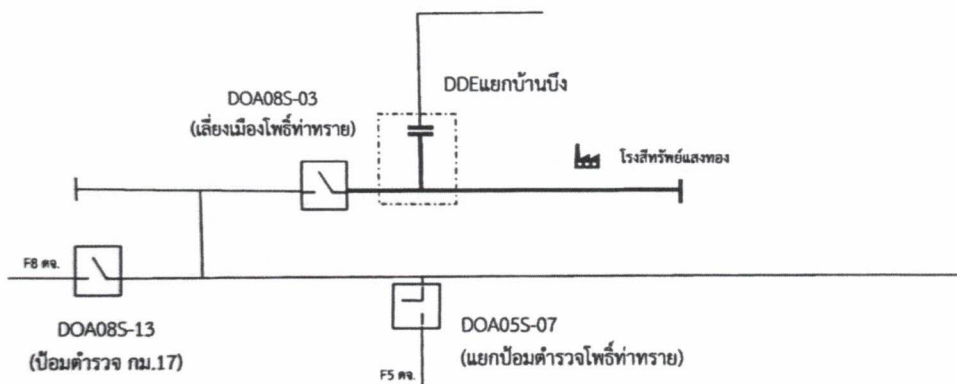 DDEแยกบ้านบึง
DOA08S-03
(เลี่ยงเมืองโพธิ์ท่าทราย)
โรงสีทรัพย์แสงทอง
F8 ดจ.
DOA08S-13
(ป้อมตำรวจ กม.17)
DOA05S-07
(แยกป้อมตำรวจโพธิ์ท่าทราย)
F5 ดจ.